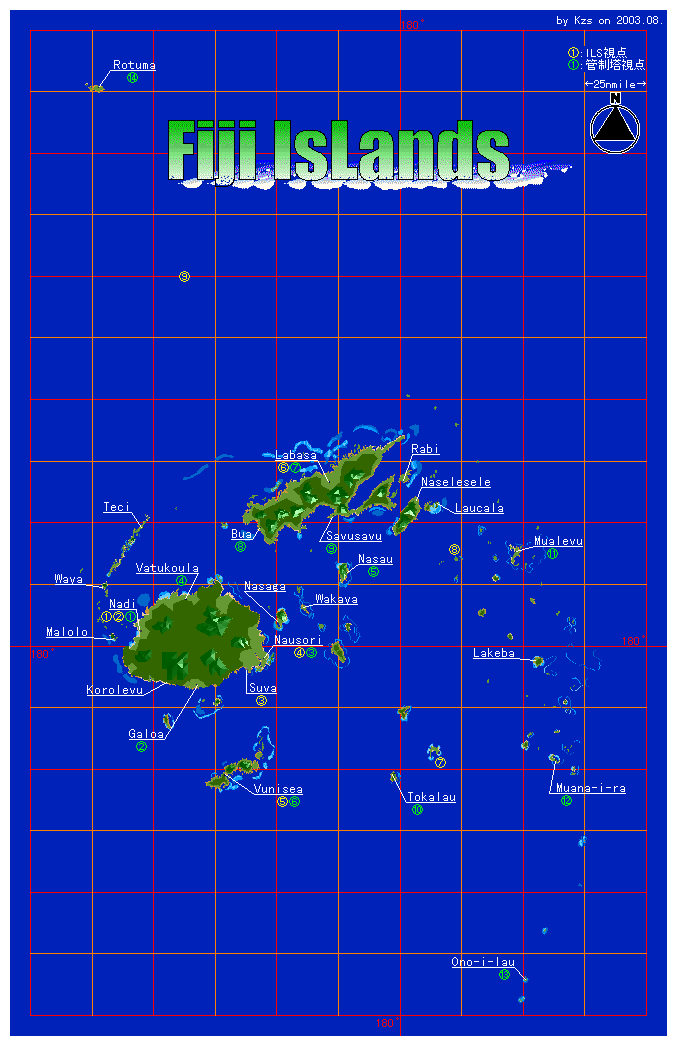 by Kzs on 2003.08.
180°
①:ILS視点
①:管制塔視点
←25nmile→
N
Rotuma
⑭
Fiji IsLands
⑨
Labasa
⑥⑦
Rabi
Naselesele
Teci
Laucala
Bua
⑧
Savusavu
⑨
⑧
Mualevu
⑪
Nasau
⑤
Vatukoula
④
Waya
Nasaga
Wakaya
Nadi
①②①
Malolo
Nausori
④③
180°
180°
Lakeba
Korolevu
Suva
③
Galoa
②
⑦
Vunisea
⑤⑥
Tokalau
⑩
Muana-i-ra
⑫
Ono-i-lau
⑬
180°